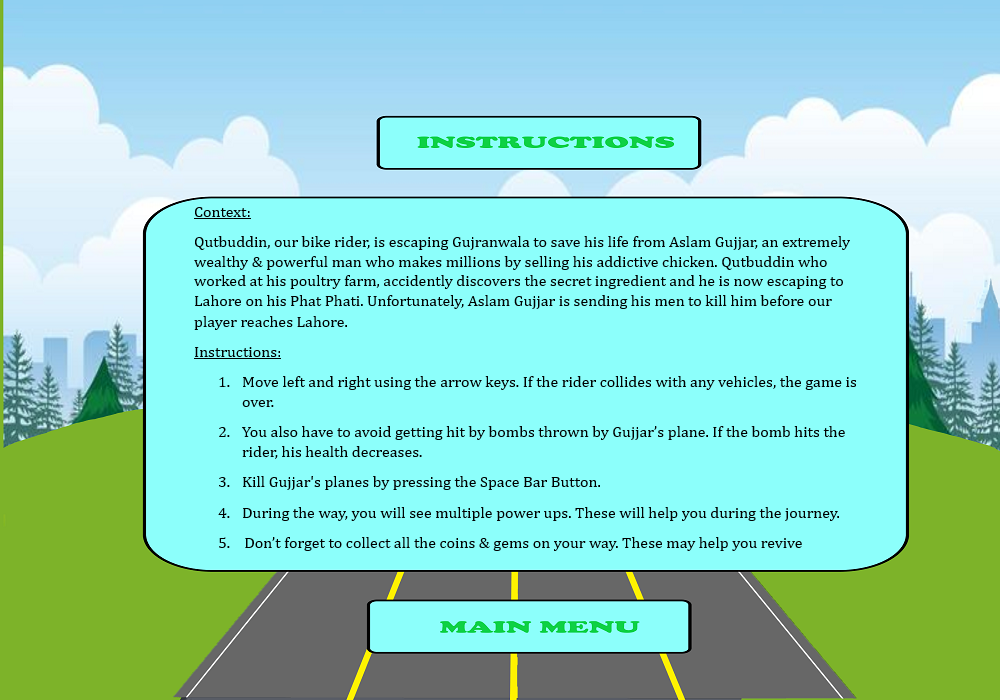 INSTRUCTIONS
Context:
Qutbuddin, our bike rider, is escaping Gujranwala to save his life from Aslam Gujjar, an extremely
wealthy & powerful man who makes millions by selling his addictive chicken. Qutbuddin who
worked at his poultry farm, accidently discovers the secret ingredient and he is now escaping to
Lahore on his Phat Phati. Unfortunately, Aslam Gujjar is sending his men to kill him before our
player reaches Lahore.
Instructions:
1. Move left and right using the arrow keys. If the rider collides with any vehicles, the game is
over.
2. You also have to avoid getting hit by bombs thrown by Gujjar’s plane. If the bomb hits the
rider, his health decreases.
3. Kill Gujjar's planes by pressing the Space Bar Button.
4. During the way, you will see multiple power ups. These will help you during the journey.
5. Don’t forget to collect all the coins & gems on your way. These may help you revive
MAIN MENU